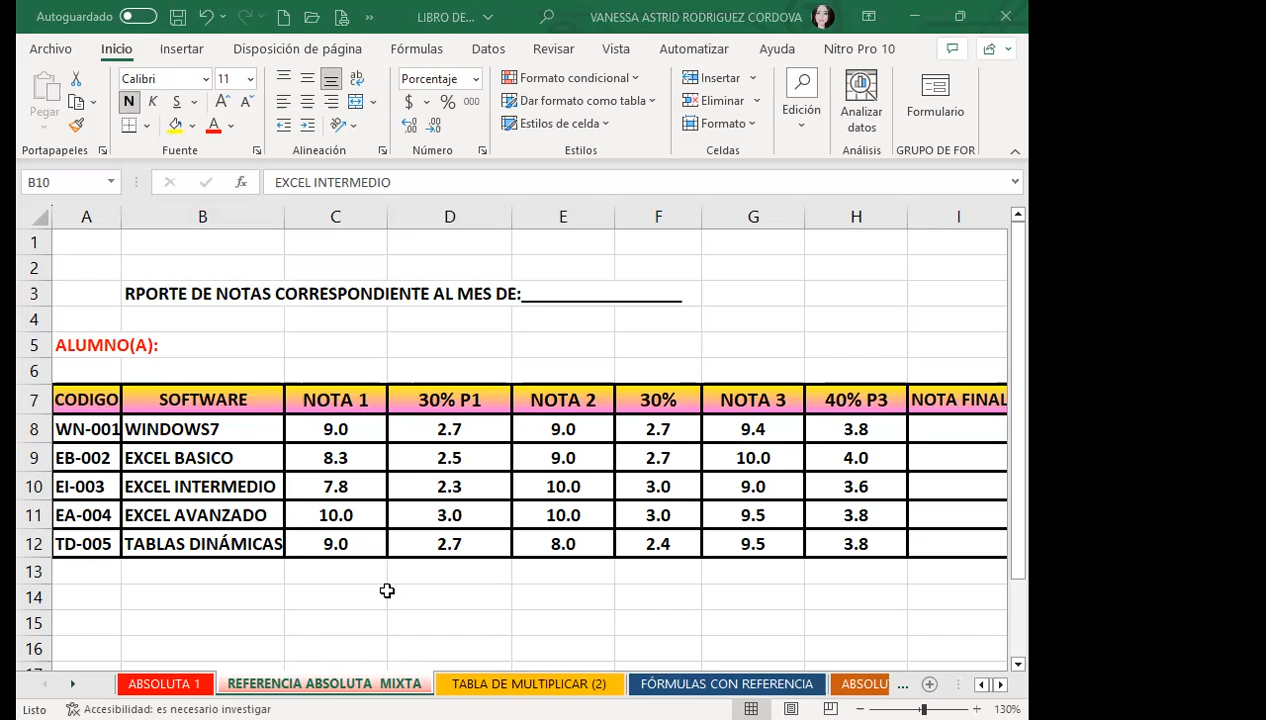 Autoguardado LIBRO DE... VANESSA ASTRID RODRIGUEZ CORDOVA
Archivo Inicio Insertar Disposición de página Fórmulas Datos Revisar Vista Automatizar Ayuda Nitro Pro 10
Pegar
Calibri 11
N K S
Porcentaje
$ % 000
Formato condicional
Dar formato como tabla
Estilos de celda
Insertar
Eliminar
Formato
Edición
Analizar datos
Formulario
Portapapeles Fuente Alineación Número Estilos Celdas Análisis GRUPO DE FOR
B10 fx EXCEL INTERMEDIO
A B C D E F G H I
1
2
3 RPORTE DE NOTAS CORRESPONDIENTE AL MES DE:_________________
4
5 ALUMNO(A):
6
7 CODIGO SOFTWARE NOTA 1 30% P1 NOTA 2 30% NOTA 3 40% P3 NOTA FINAL
8 WN-001 WINDOWS7 9.0 2.7 9.0 2.7 9.4 3.8
9 EB-002 EXCEL BASICO 8.3 2.5 9.0 2.7 10.0 4.0
10 EI-003 EXCEL INTERMEDIO 7.8 2.3 10.0 3.0 9.0 3.6
11 EA-004 EXCEL AVANZADO 10.0 3.0 10.0 3.0 9.5 3.8
12 TD-005 TABLAS DINÁMICAS 9.0 2.7 8.0 2.4 9.5 3.8
13
14
15
16
ABSOLUTA 1 REFERENCIA ABSOLUTA MIXTA TABLA DE MULTIPLICAR (2) FÓRMULAS CON REFERENCIA ABSOLU ...
Listo Accesibilidad: es necesario investigar 130%